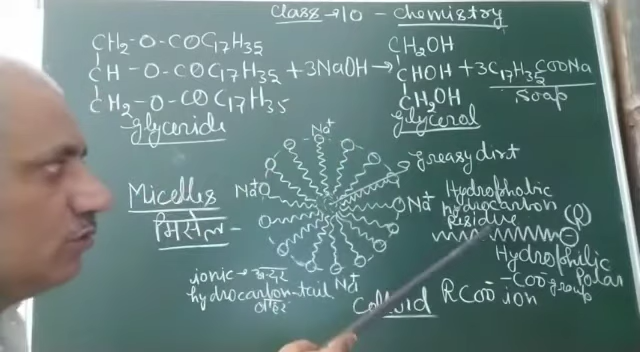 Class → 10 - chemistry
CH2-O-COC17H35
CH-O-COC17H35 + 3NaOH →
CH2-O-COC17H35
glyceride
CH2OH
CHOH + 3C17H35COONa
CH2OH
glycerol
Soap
Na+
greasy dirt
Micelles
मिसेल -
Na
Na+
Na+
Hydrophobic
hydrocarbon
Residue
Hydrophilic
Polar
-COO group
ionic →
hydrocarbon tail
Colloid
RCOO ion